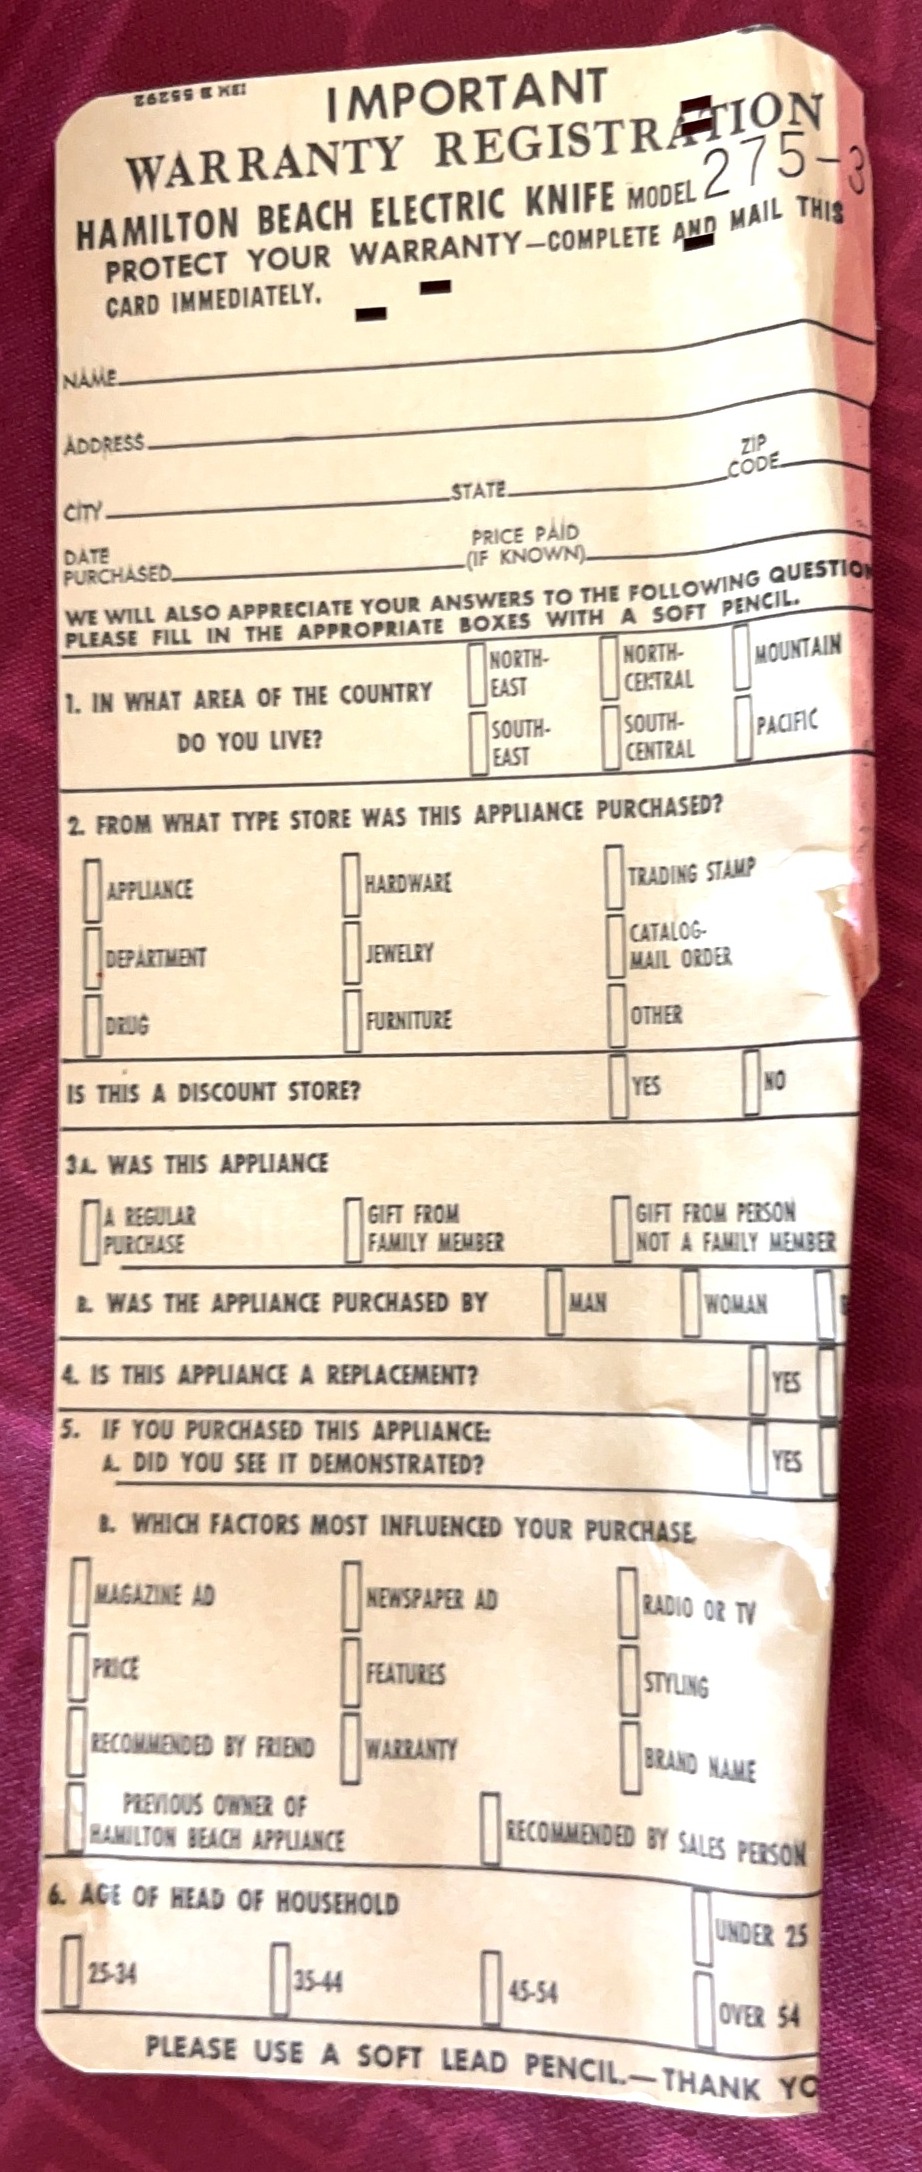 IBM B 55292
IMPORTANT
WARRANTY REGISTRATION
HAMILTON BEACH ELECTRIC KNIFE MODEL 275-3
PROTECT YOUR WARRANTY—COMPLETE AND MAIL THIS
CARD IMMEDIATELY.
NAME
ADDRESS
CITY STATE ZIP CODE
DATE PURCHASED PRICE PAID (IF KNOWN)
WE WILL ALSO APPRECIATE YOUR ANSWERS TO THE FOLLOWING QUESTION
PLEASE FILL IN THE APPROPRIATE BOXES WITH A SOFT PENCIL.
1. IN WHAT AREA OF THE COUNTRY
DO YOU LIVE?
NORTH-EAST NORTH-CENTRAL MOUNTAIN
SOUTH-EAST SOUTH-CENTRAL PACIFIC
2. FROM WHAT TYPE STORE WAS THIS APPLIANCE PURCHASED?
APPLIANCE HARDWARE TRADING STAMP
DEPARTMENT JEWELRY CATALOG-MAIL ORDER
DRUG FURNITURE OTHER
IS THIS A DISCOUNT STORE? YES NO
3A. WAS THIS APPLIANCE
A REGULAR GIFT FROM GIFT FROM PERSON
PURCHASE FAMILY MEMBER NOT A FAMILY MEMBER
B. WAS THE APPLIANCE PURCHASED BY MAN WOMAN
4. IS THIS APPLIANCE A REPLACEMENT? YES
5. IF YOU PURCHASED THIS APPLIANCE:
A. DID YOU SEE IT DEMONSTRATED? YES
B. WHICH FACTORS MOST INFLUENCED YOUR PURCHASE
MAGAZINE AD NEWSPAPER AD RADIO OR TV
PRICE FEATURES STYLING
RECOMMENDED BY FRIEND WARRANTY BRAND NAME
PREVIOUS OWNER OF
HAMILTON BEACH APPLIANCE RECOMMENDED BY SALES PERSON
6. AGE OF HEAD OF HOUSEHOLD UNDER 25
25-34 35-44 45-54 OVER 54
PLEASE USE A SOFT LEAD PENCIL.—THANK YO